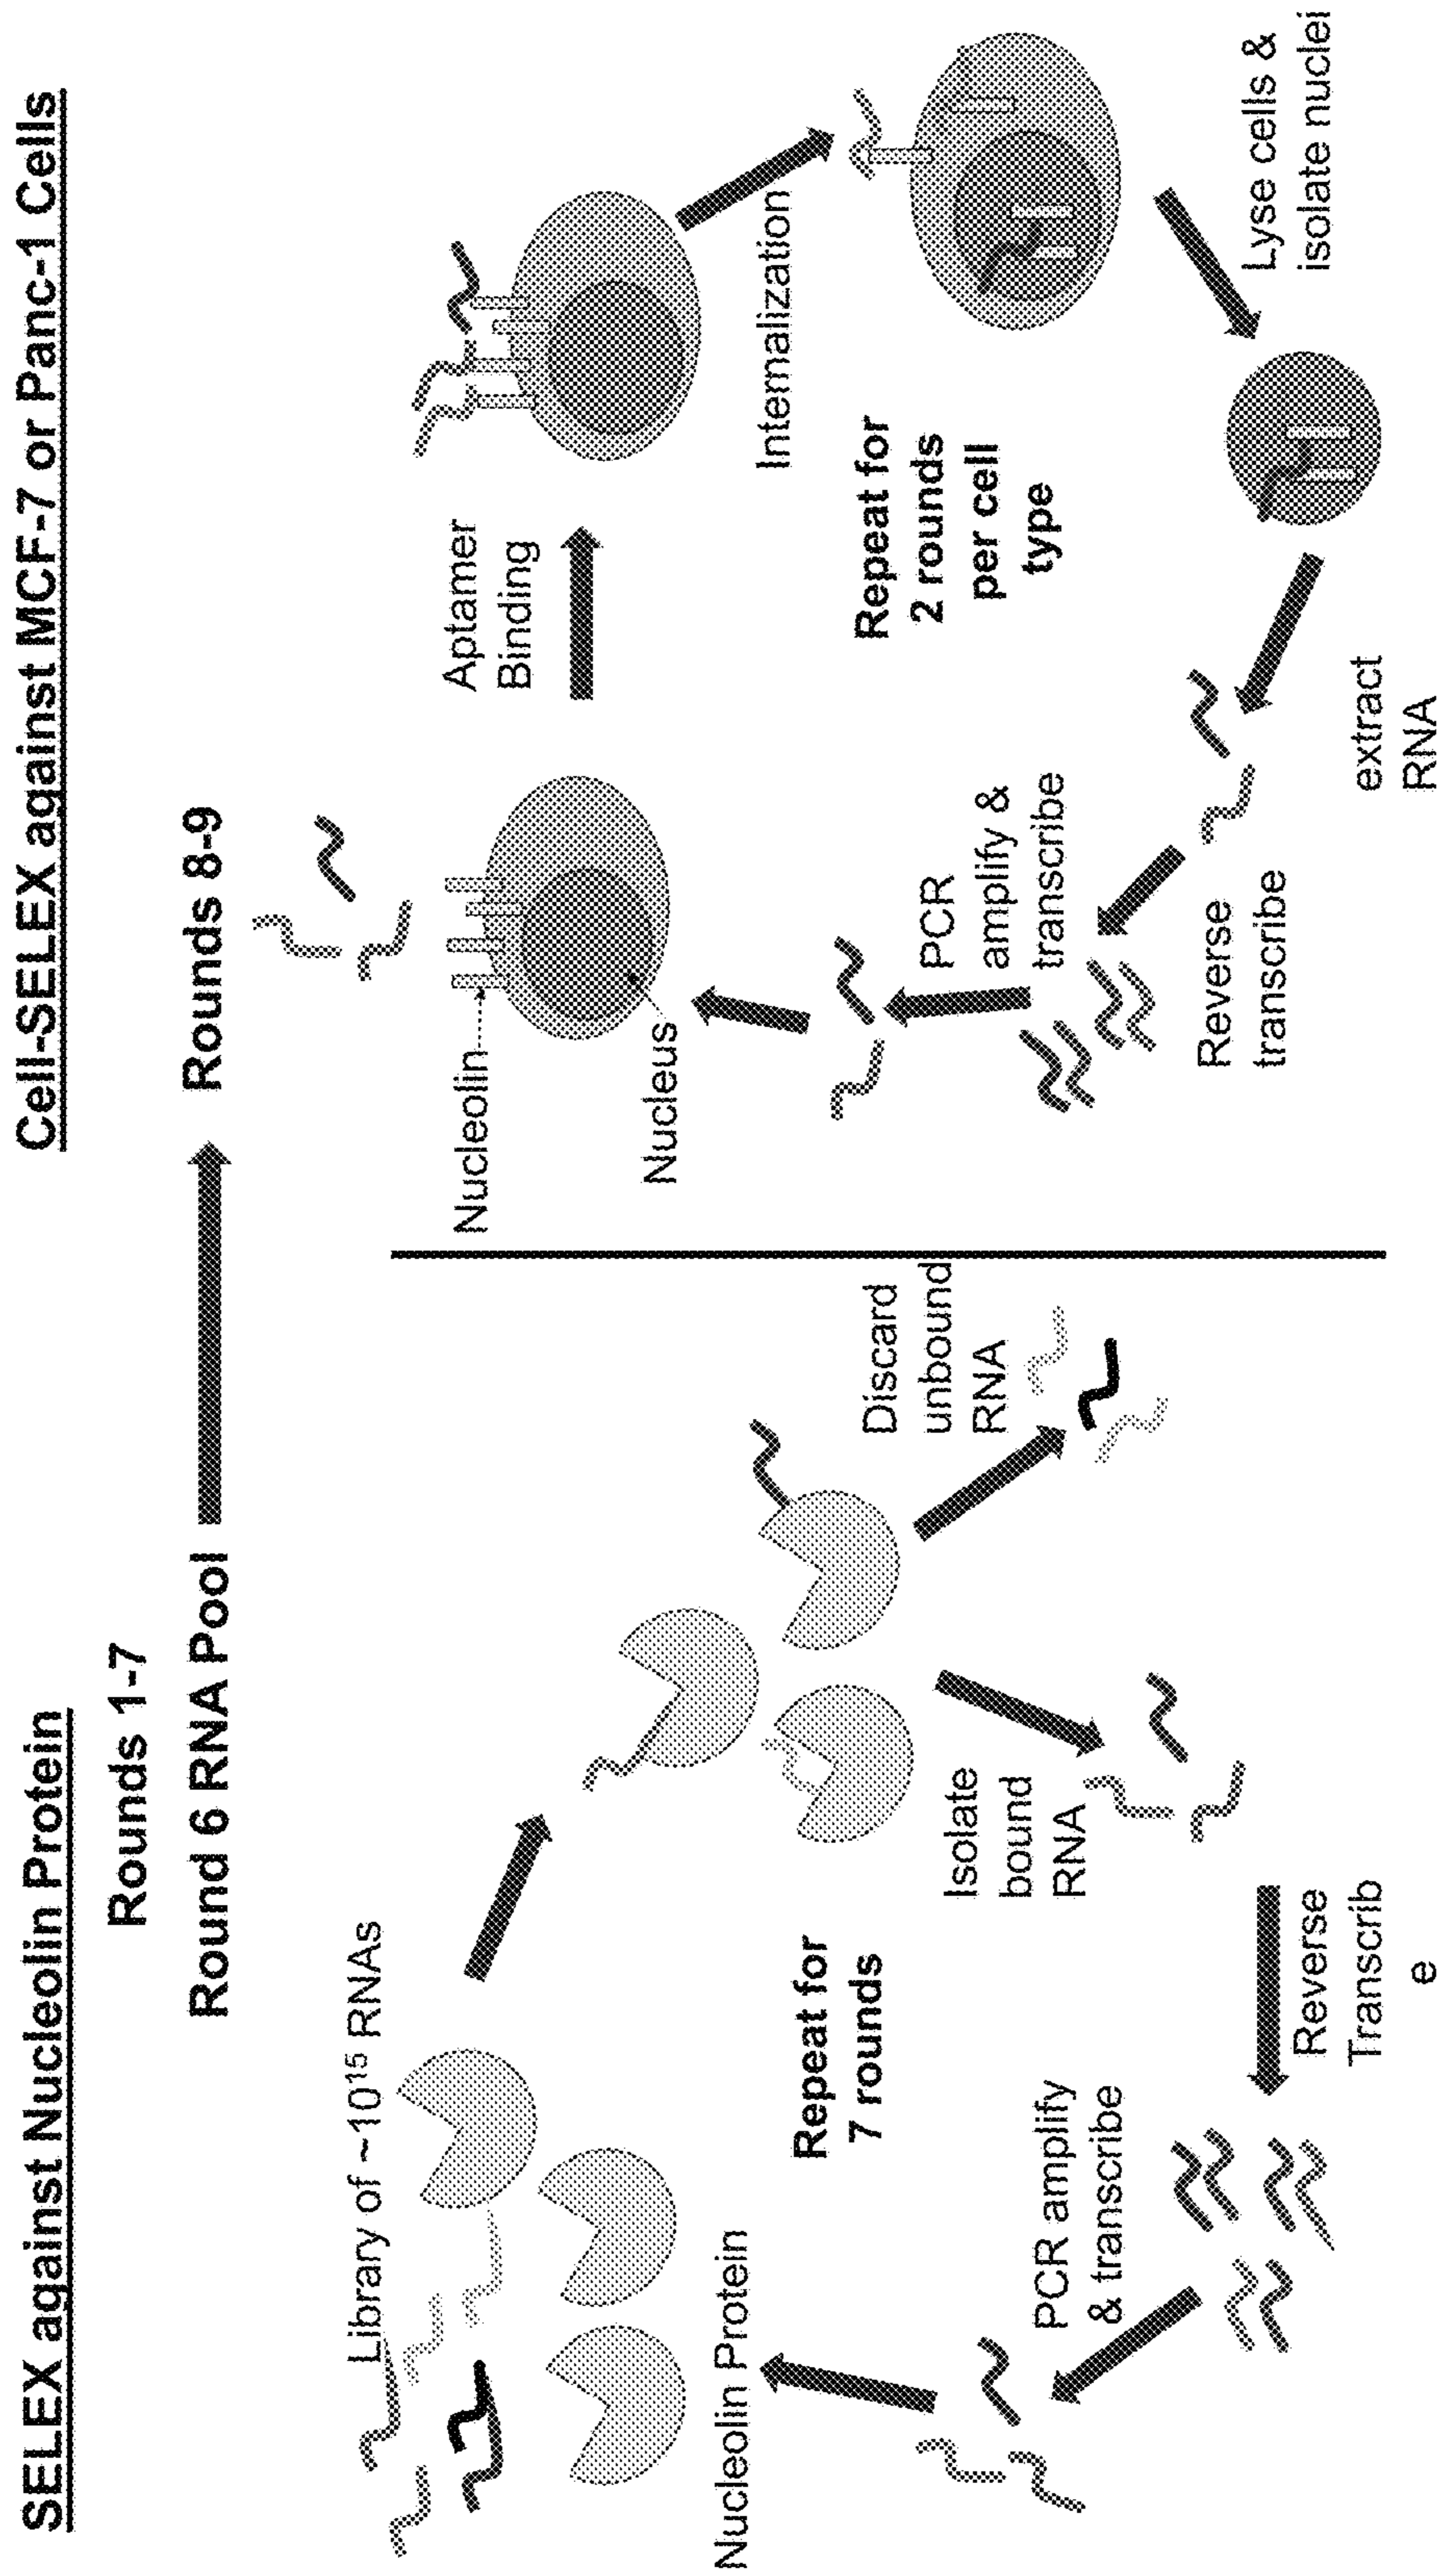 SELEX against Nucleolin Protein
Rounds 1-7
Round 6 RNA Pool
Library of ~10¹⁵ RNAs
Nucleolin Protein
Repeat for
7 rounds
Discard
unbound
RNA
Isolate
bound
RNA
Reverse
Transcrib
e
PCR amplify
& transcribe
Cell-SELEX against MCF-7 or Panc-1 Cells
Rounds 8-9
Nucleolin
Nucleus
Aptamer
Binding
Internalization
Repeat for
2 rounds
per cell
type
Lyse cells &
isolate nuclei
extract
RNA
Reverse
transcribe
PCR
amplify &
transcribe